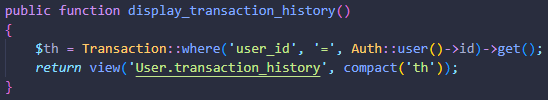 public function display_transaction_history()
{
    $th = Transaction::where('user_id', '=', Auth::user()->id)->get();
    return view('User.transaction_history', compact('th'));
}